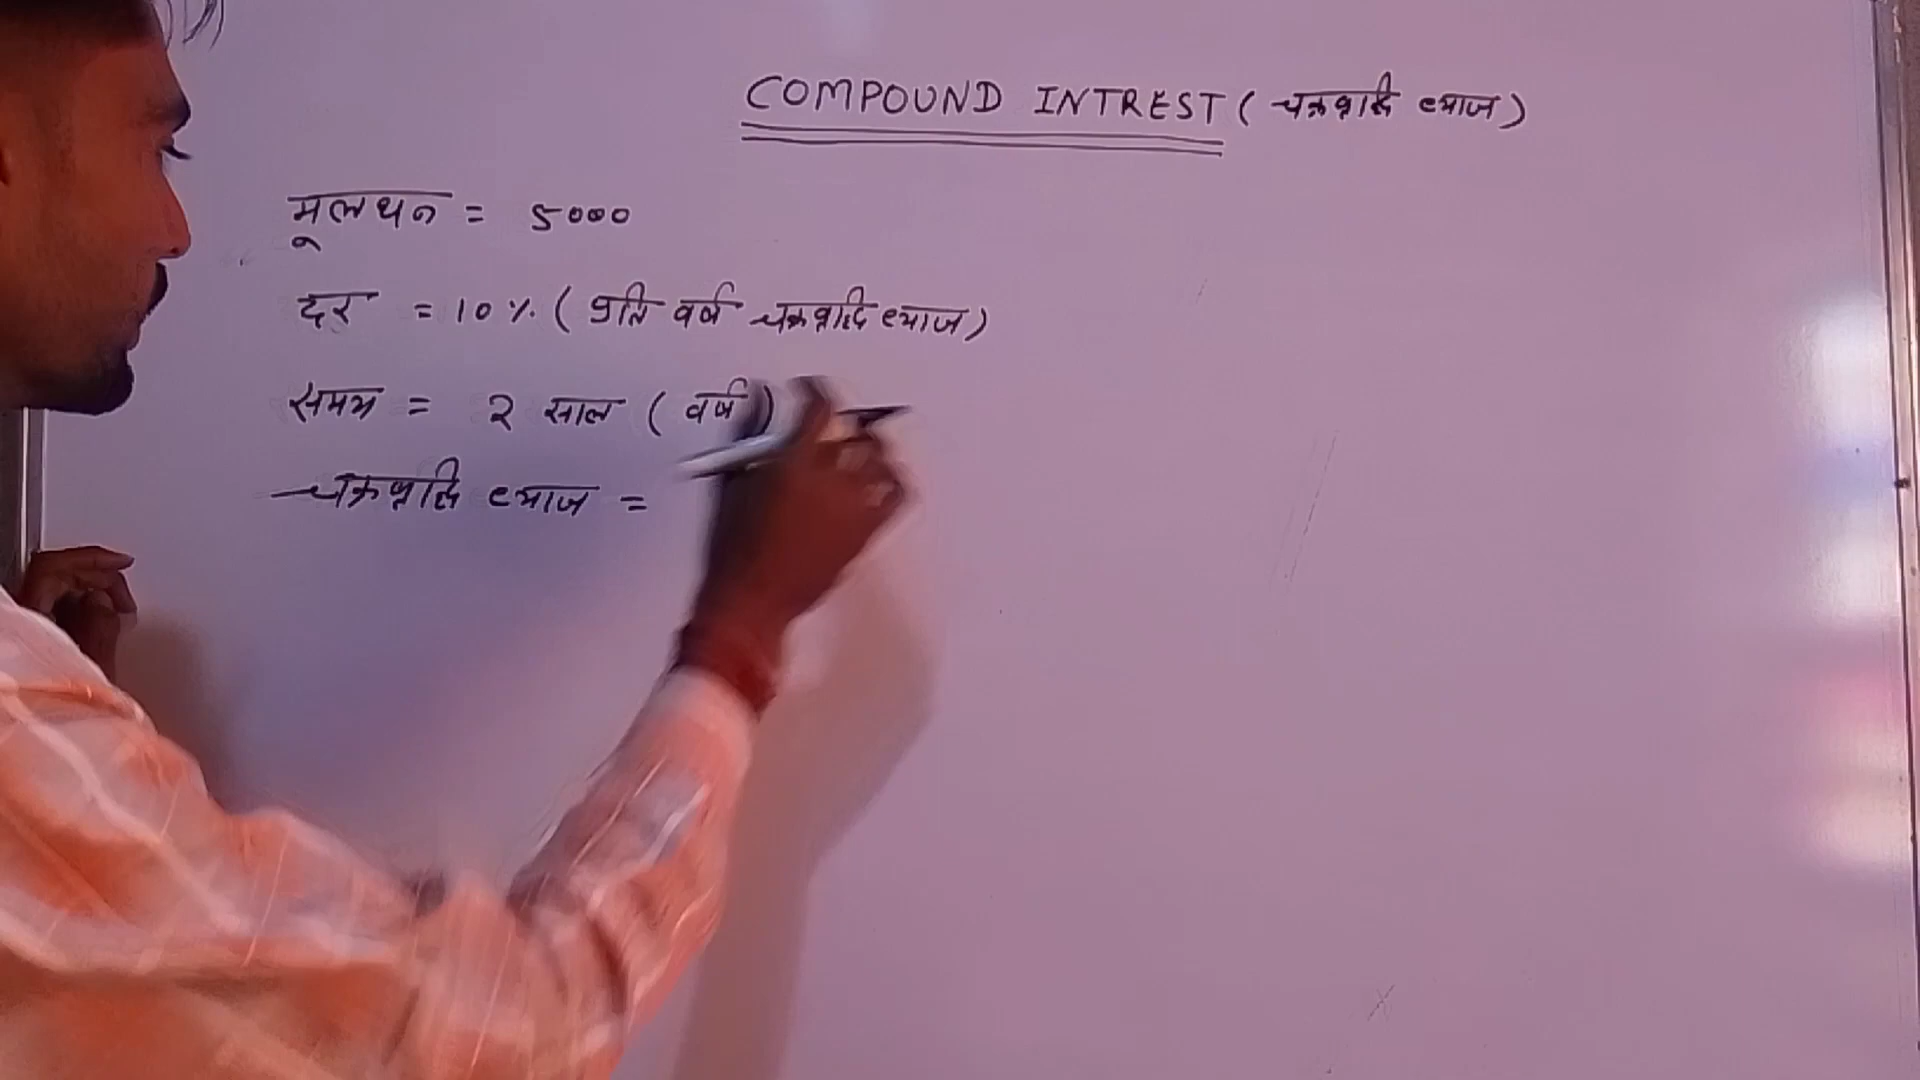 COMPOUND INTREST (चक्रवृद्धि ब्याज)
मूलधन = 5000
दर = 10 % (प्रति वर्ष चक्रवृद्धि ब्याज)
समय = 2 साल (वर्ष)
चक्रवृद्धि ब्याज =